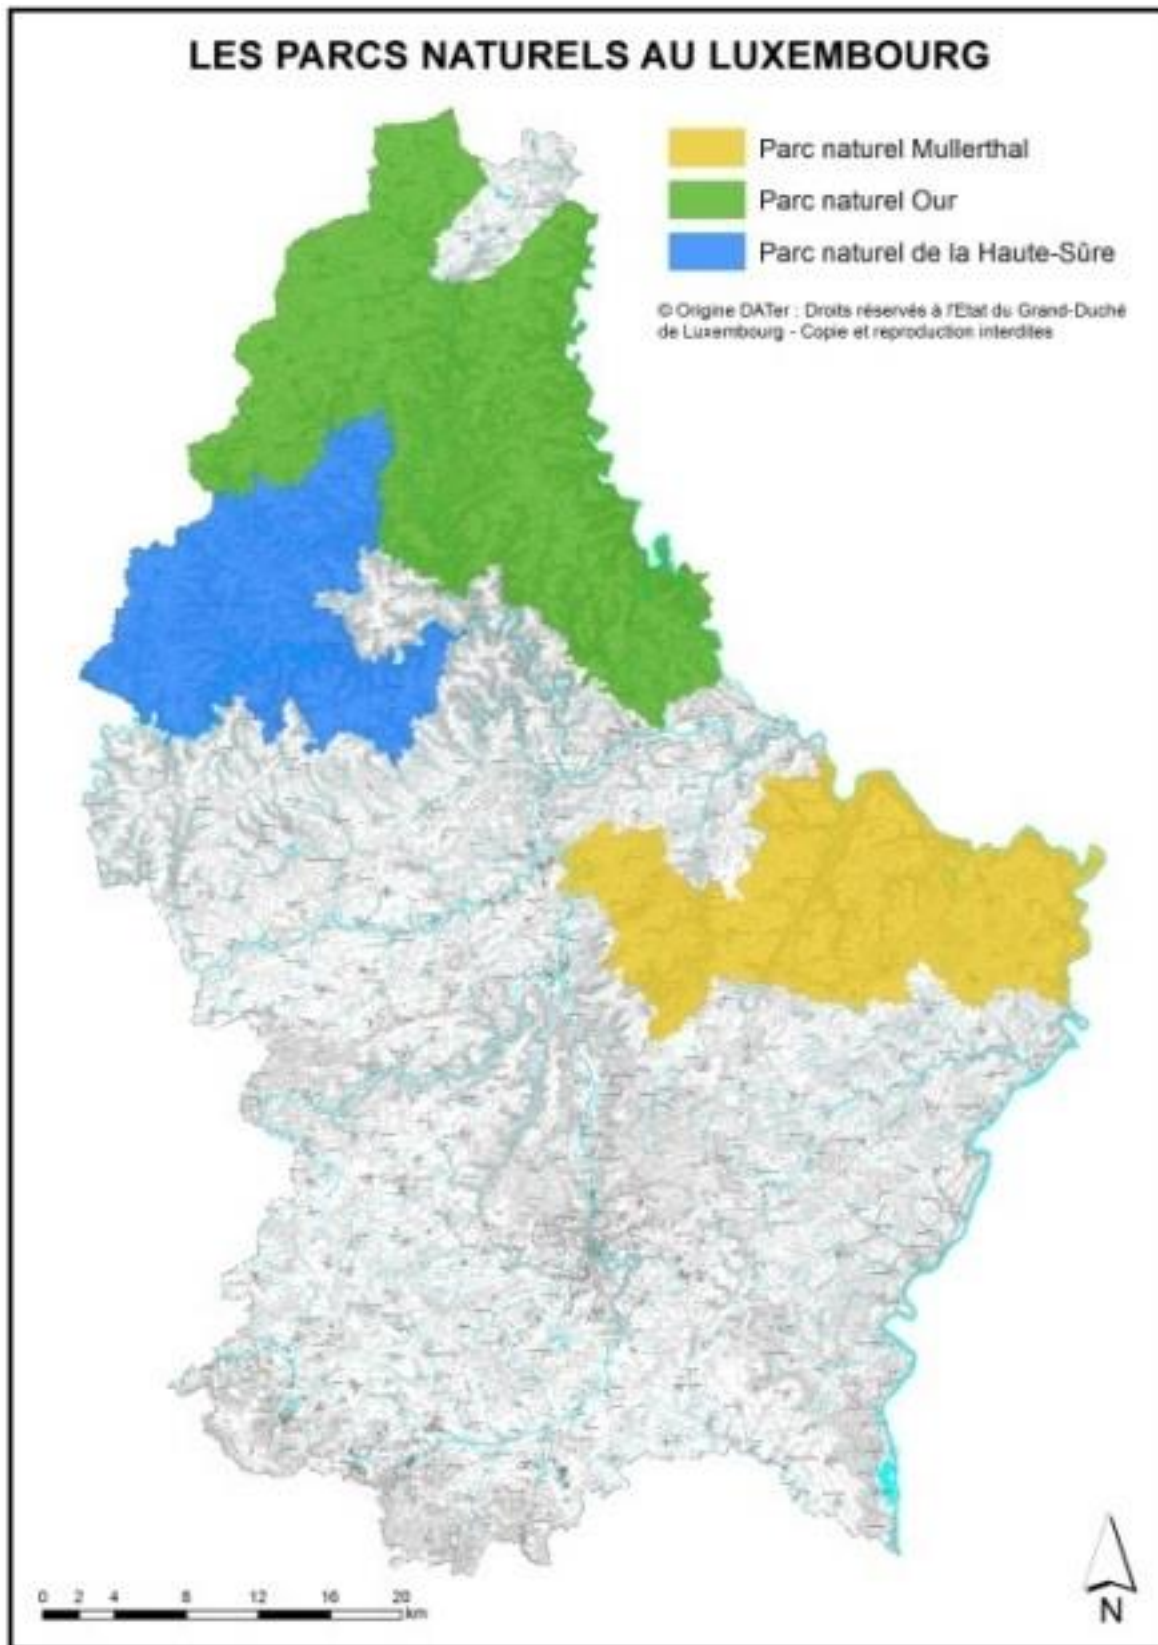 LES PARCS NATURELS AU LUXEMBOURG
Parc naturel Mullerthal
Parc naturel Our
Parc naturel de la Haute-Sûre
© Origine DATer : Droits réservés à l'Etat du Grand-Duché
de Luxembourg - Copie et reproduction interdites
0 2 4 8 12 16 20
km
N